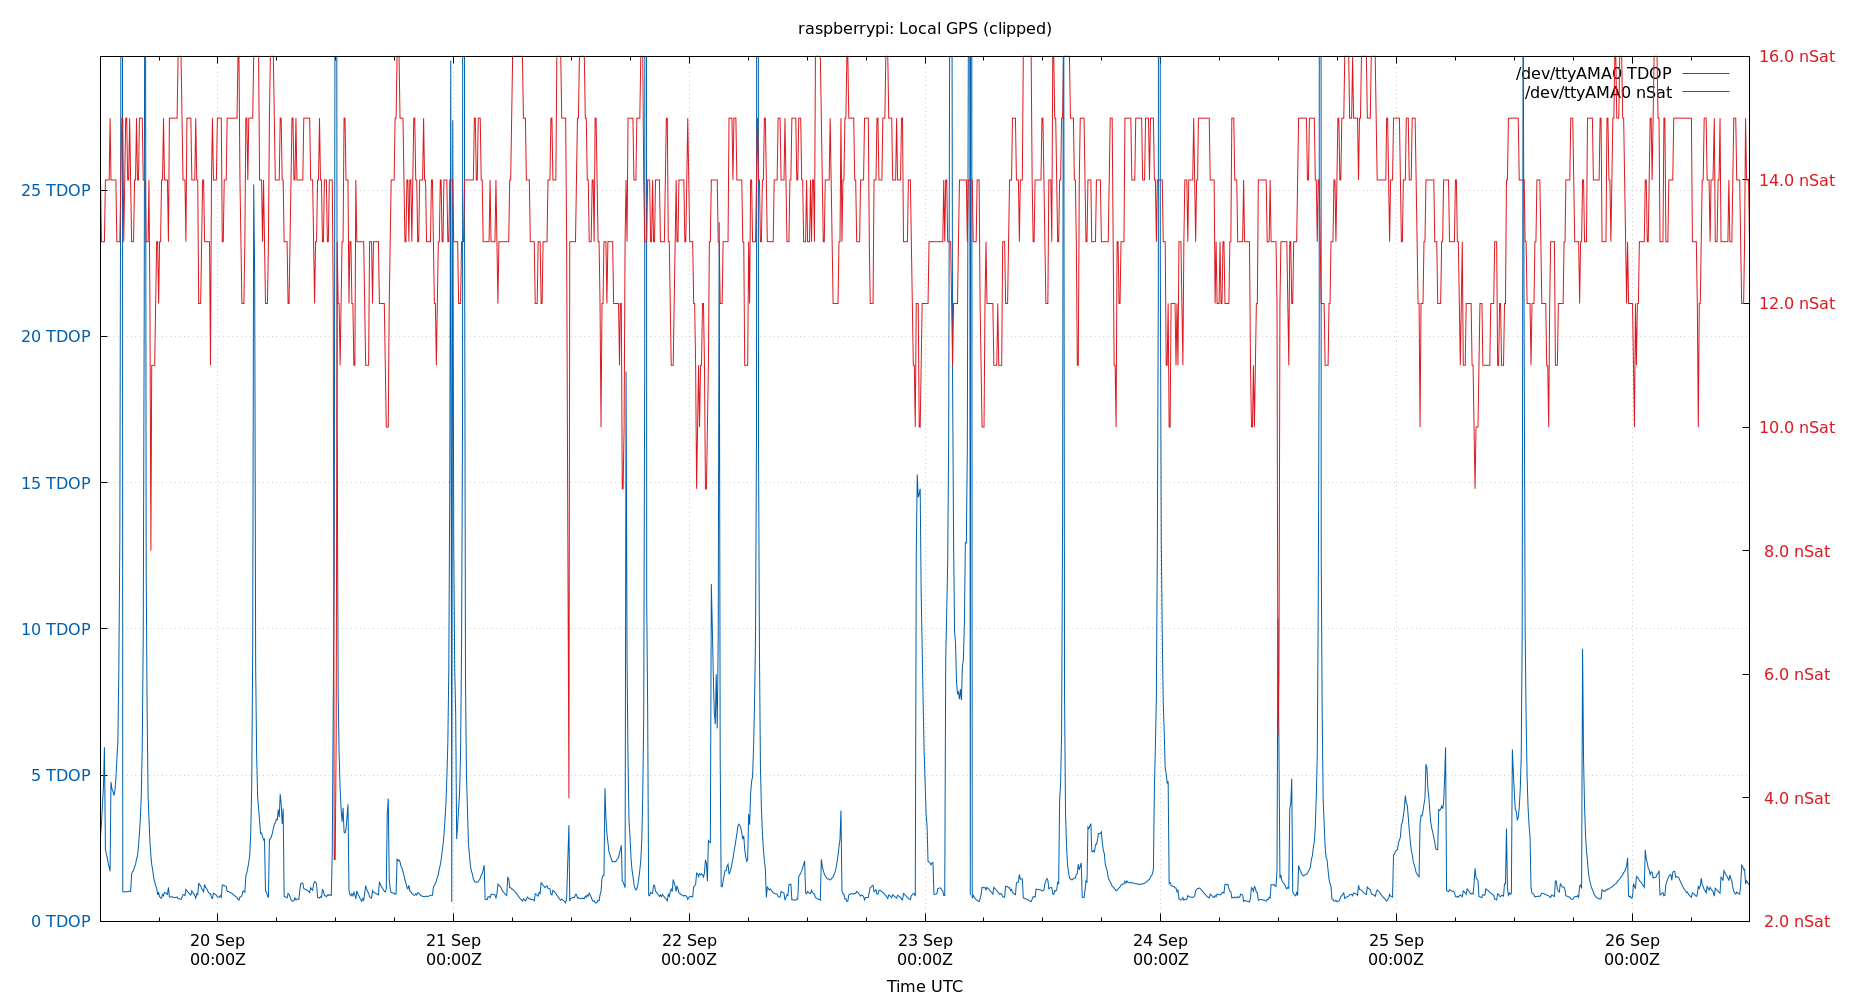 raspberrypi: Local GPS (clipped)
/dev/ttyAMA0 TDOP
/dev/ttyAMA0 nSat
25 TDOP
20 TDOP
15 TDOP
10 TDOP
5 TDOP
0 TDOP
16.0 nSat
14.0 nSat
12.0 nSat
10.0 nSat
8.0 nSat
6.0 nSat
4.0 nSat
2.0 nSat
20 Sep
00:00Z
21 Sep
00:00Z
22 Sep
00:00Z
23 Sep
00:00Z
24 Sep
00:00Z
25 Sep
00:00Z
26 Sep
00:00Z
Time UTC